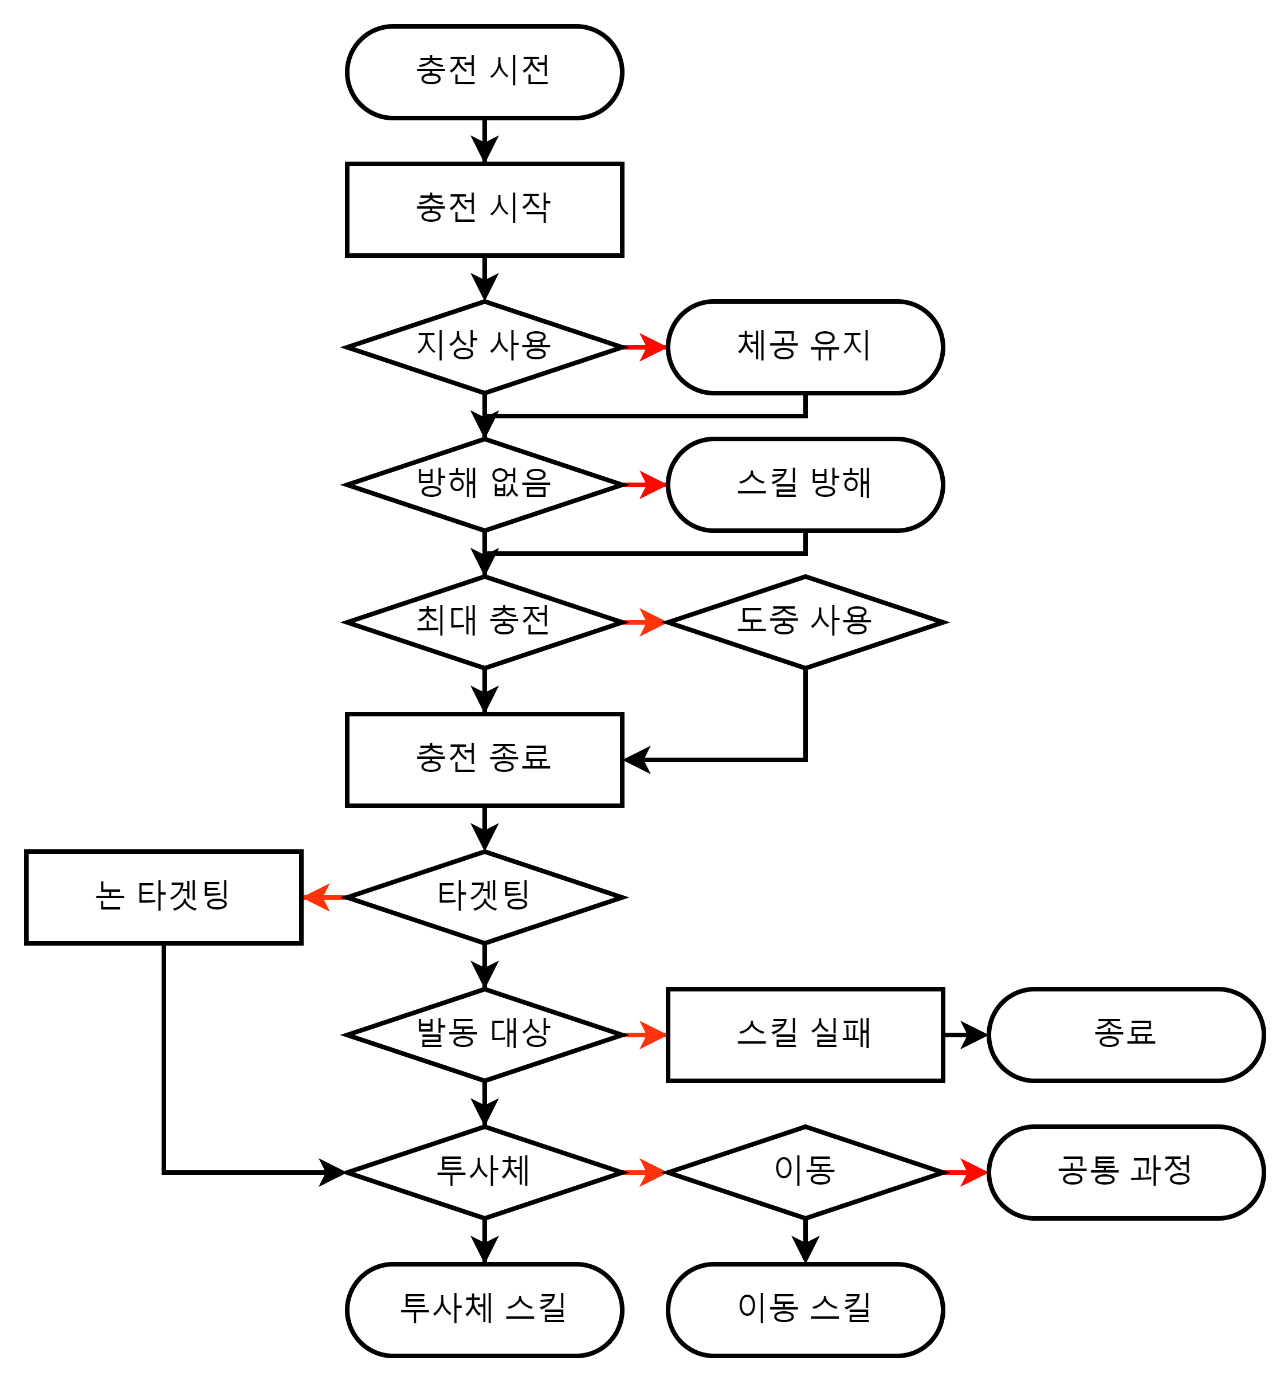 충전 시전
충전 시작
지상 사용
체공 유지
방해 없음
스킬 방해
최대 충전
도중 사용
충전 종료
논 타겟팅
타겟팅
발동 대상
스킬 실패
종료
투사체
이동
공통 과정
투사체 스킬
이동 스킬